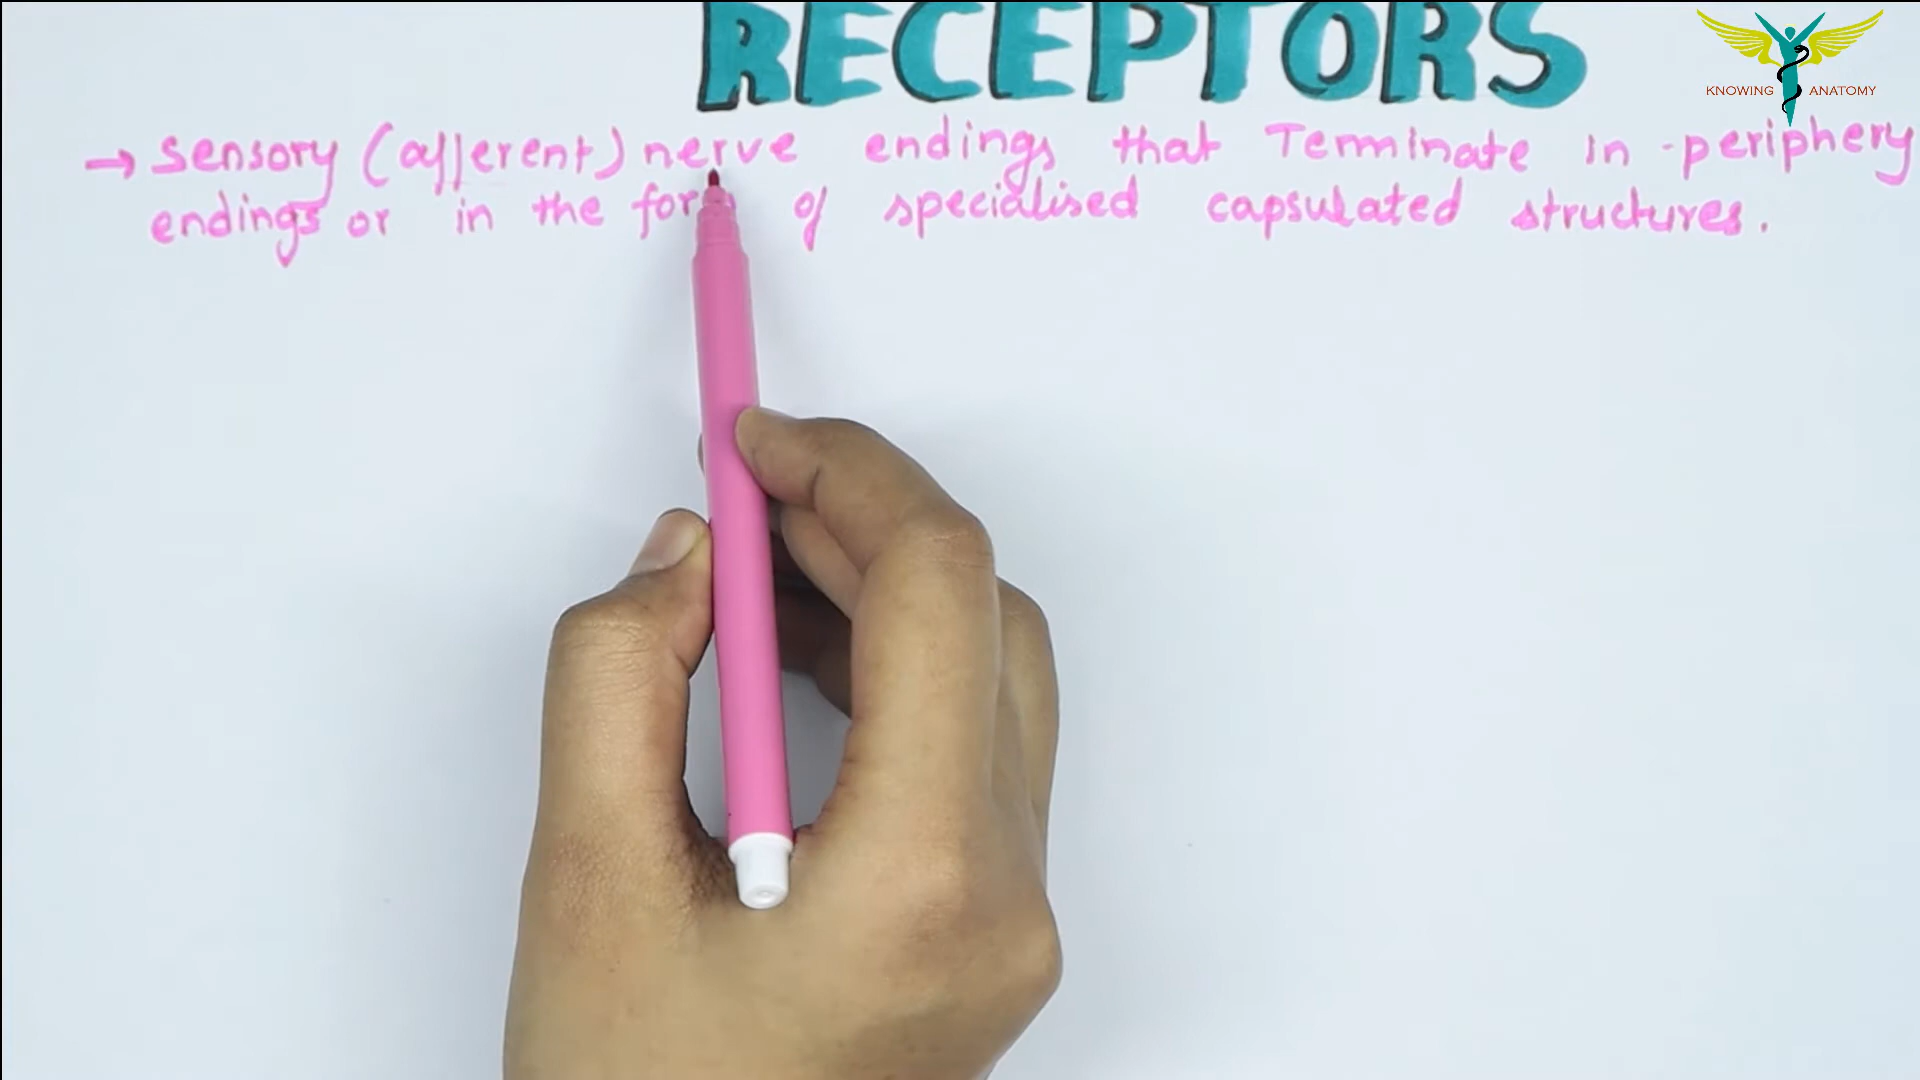 RECEPTORS
KNOWING ANATOMY
→ sensory (afferent) nerve endings that Terminate in periphery
endings or in the form of specialised capsulated structures.